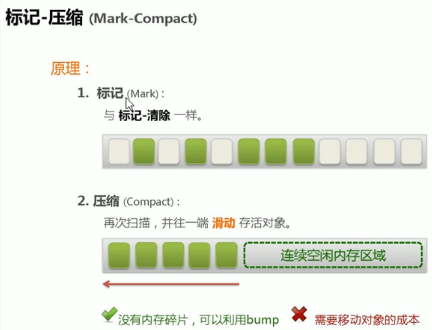 标记-压缩 (Mark-Compact)
原理：
1. 标记 (Mark)：
与 标记-清除 一样。
2. 压缩 (Compact)：
再次扫描，并往一端 滑动 存活对象。
连续空闲内存区域
没有内存碎片，可以利用bump 需要移动对象的成本